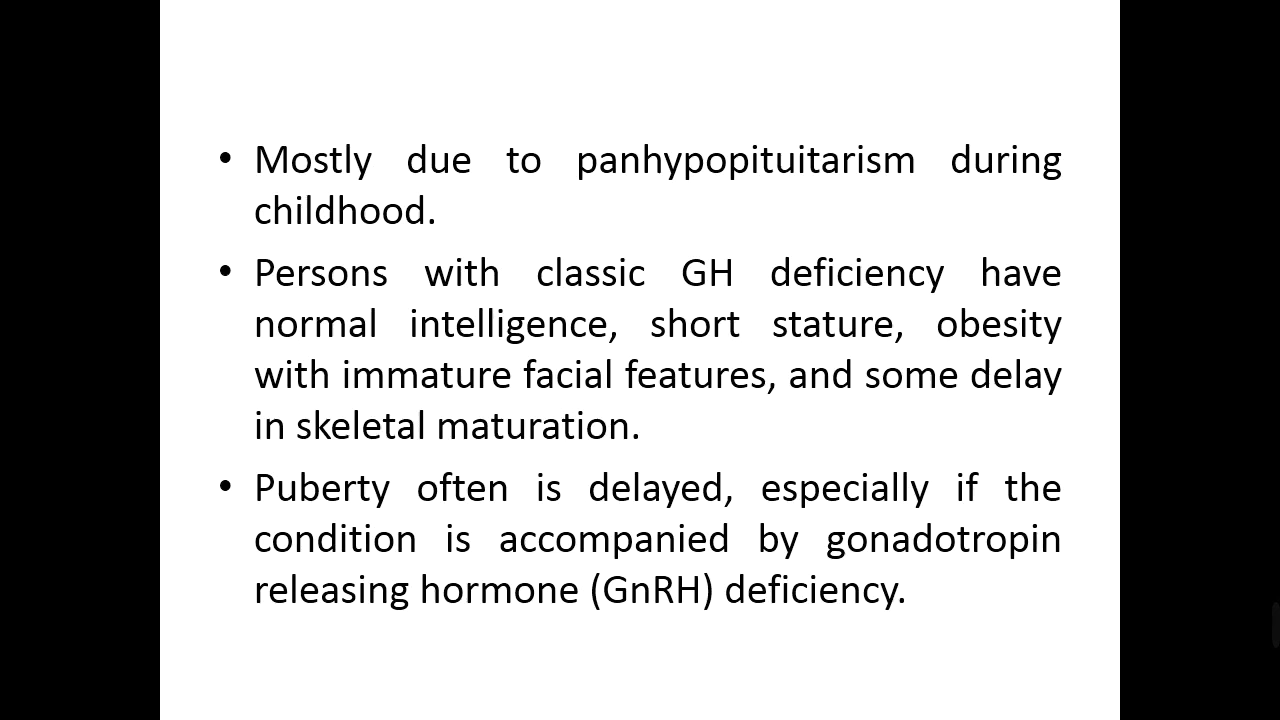 • Mostly due to panhypopituitarism during
childhood.
• Persons with classic GH deficiency have
normal intelligence, short stature, obesity
with immature facial features, and some delay
in skeletal maturation.
• Puberty often is delayed, especially if the
condition is accompanied by gonadotropin
releasing hormone (GnRH) deficiency.